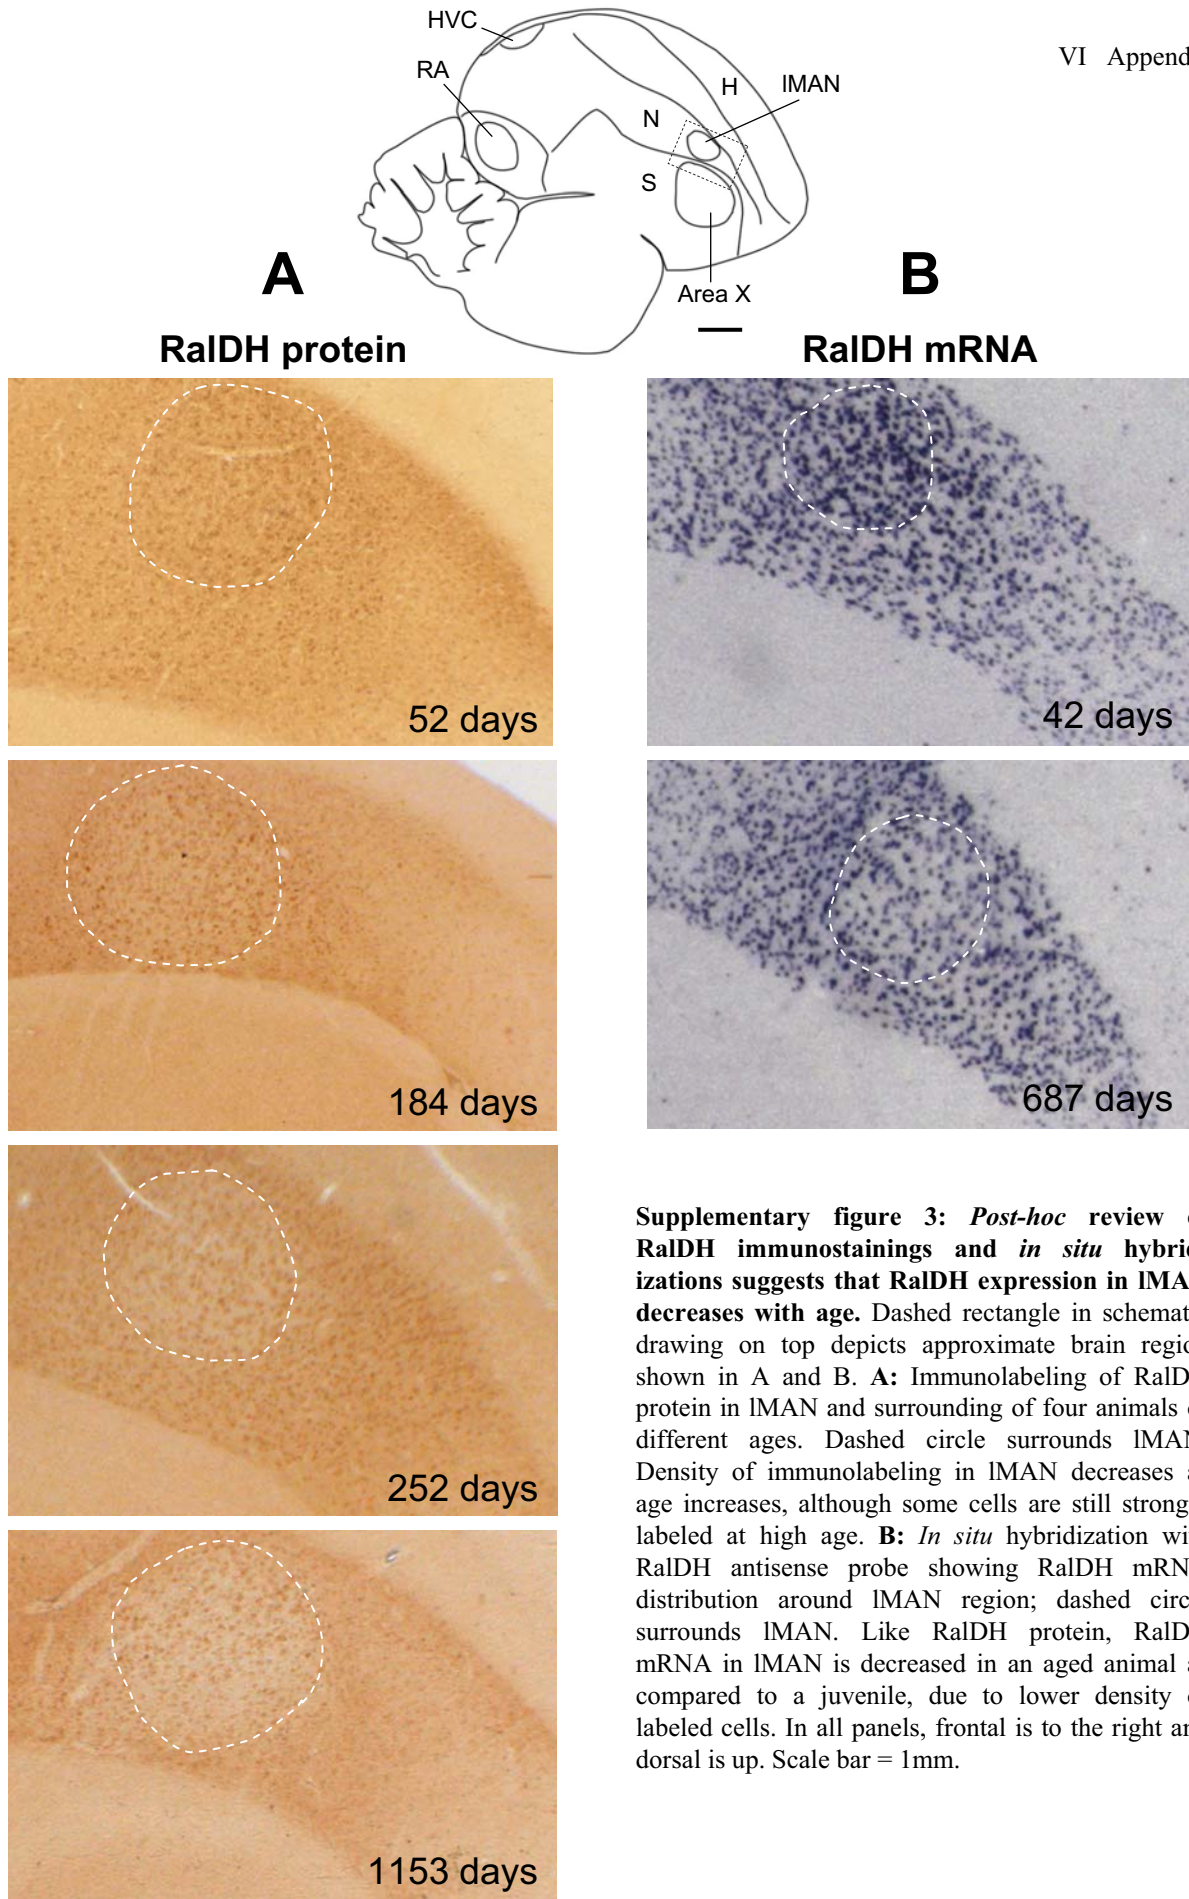 VI Append
HVC
RA
H
lMAN
N
S
Area X
A
B
RalDH protein
RalDH mRNA
52 days
42 days
184 days
687 days
252 days
1153 days
Supplementary figure 3: Post-hoc review
RalDH immunostainings and in situ hybrid
izations suggests that RalDH expression in lMA
decreases with age. Dashed rectangle in schemat
drawing on top depicts approximate brain regio
shown in A and B. A: Immunolabeling of RalD
protein in lMAN and surrounding of four animals
different ages. Dashed circle surrounds lMAN
Density of immunolabeling in lMAN decreases a
age increases, although some cells are still strong
labeled at high age. B: In situ hybridization wi
RalDH antisense probe showing RalDH mRN
distribution around lMAN region; dashed circ
surrounds lMAN. Like RalDH protein, RalD
mRNA in lMAN is decreased in an aged animal a
compared to a juvenile, due to lower density
labeled cells. In all panels, frontal is to the right an
dorsal is up. Scale bar = 1mm.